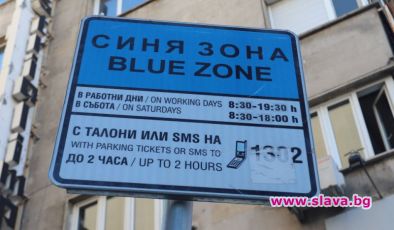 СИНЯ ЗОНА
BLUE ZONE
В РАБОТНИ ДНИ / ON WORKING DAYS 8:30-19:30 h
В СЪБОТА / ON SATURDAYS 8:30-18:00 h
С ТАЛОНИ ИЛИ SMS НА
WITH PARKING TICKETS OR SMS TO 1302
ДО 2 ЧАСА / UP TO 2 HOURS
www.slava.bg